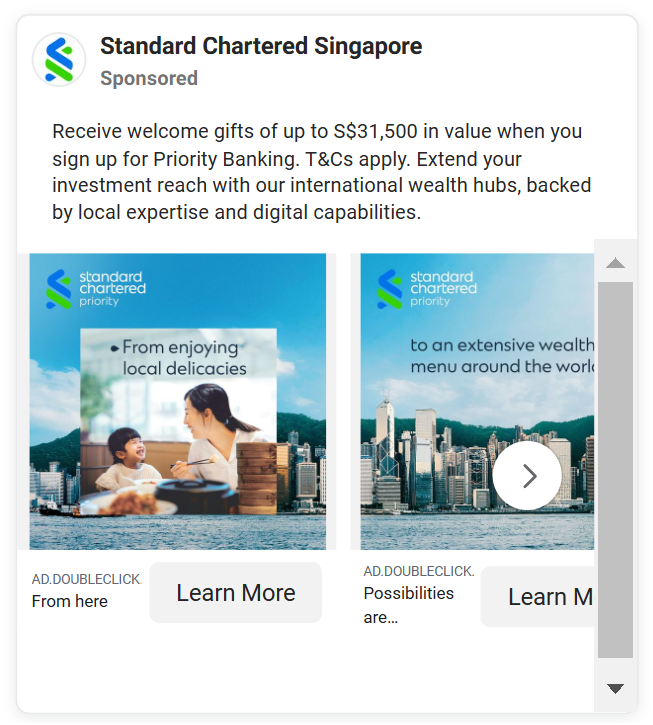 Standard Chartered Singapore
Sponsored
Receive welcome gifts of up to S$31,500 in value when you
sign up for Priority Banking. T&Cs apply. Extend your
investment reach with our international wealth hubs, backed
by local expertise and digital capabilities.
standard
chartered
priority
From enjoying
local delicacies
standard
chartered
priority
to an extensive wealth
menu around the world
AD.DOUBLECLICK.
From here
Learn More
AD.DOUBLECLICK.
Possibilities
are…
Learn M